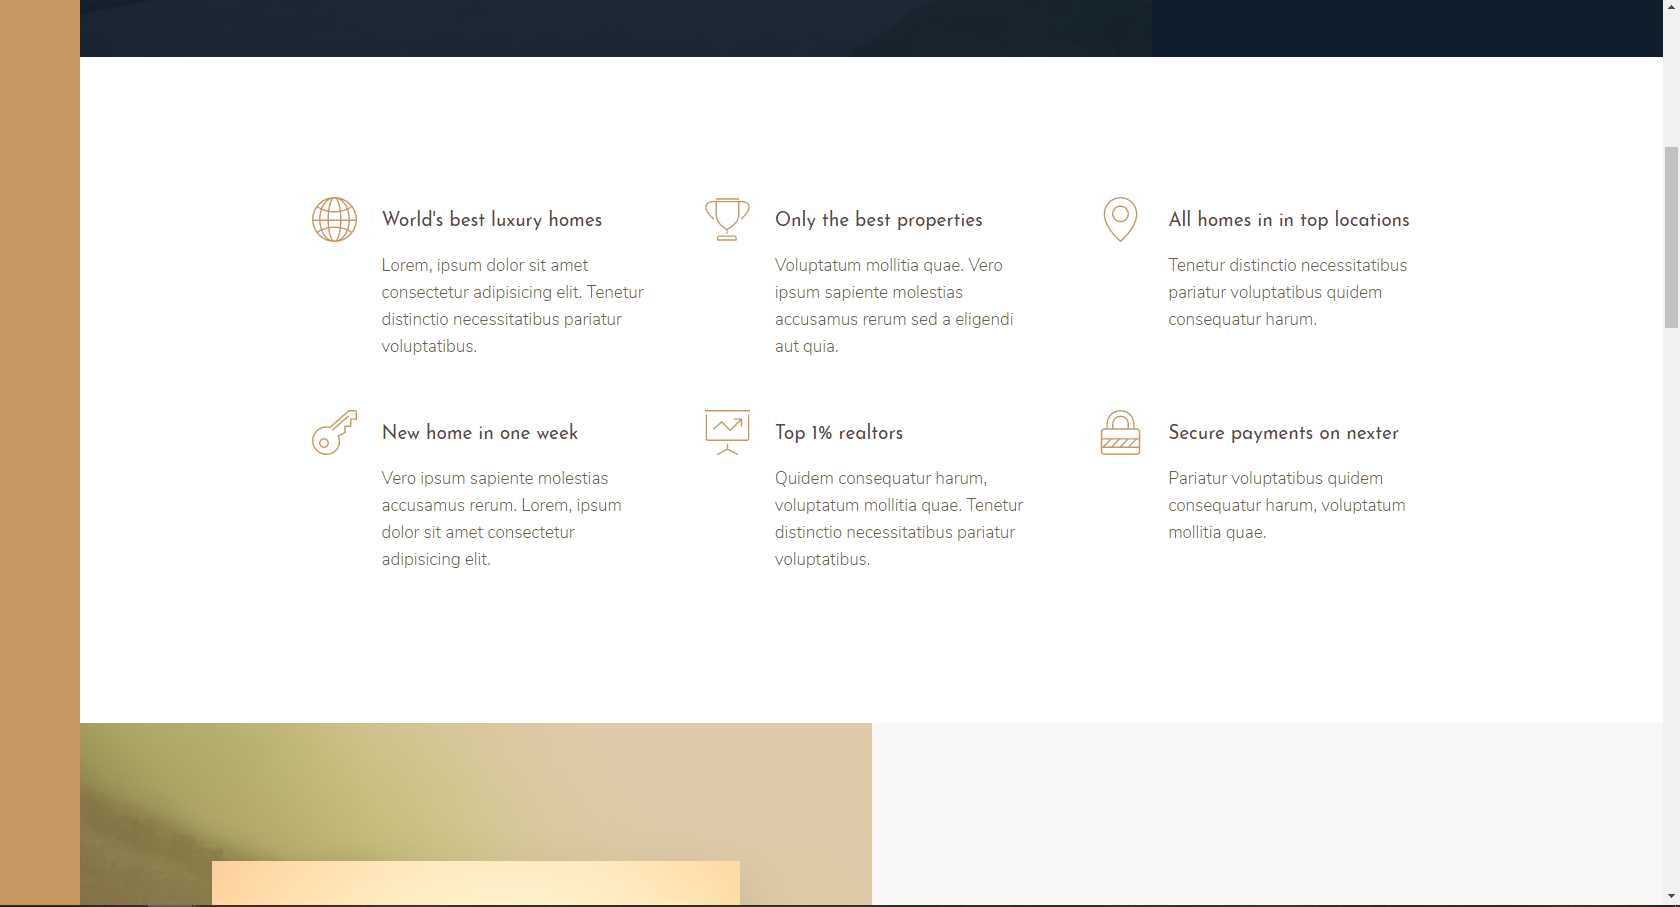 World's best luxury homes
Lorem, ipsum dolor sit amet
consectetur adipisicing elit. Tenetur
distinctio necessitatibus pariatur
voluptatibus.
Only the best properties
Voluptatum mollitia quae. Vero
ipsum sapiente molestias
accusamus rerum sed a eligendi
aut quia.
All homes in in top locations
Tenetur distinctio necessitatibus
pariatur voluptatibus quidem
consequatur harum.
New home in one week
Vero ipsum sapiente molestias
accusamus rerum. Lorem, ipsum
dolor sit amet consectetur
adipisicing elit.
Top 1% realtors
Quidem consequatur harum,
voluptatum mollitia quae. Tenetur
distinctio necessitatibus pariatur
voluptatibus.
Secure payments on nexter
Pariatur voluptatibus quidem
consequatur harum, voluptatum
mollitia quae.